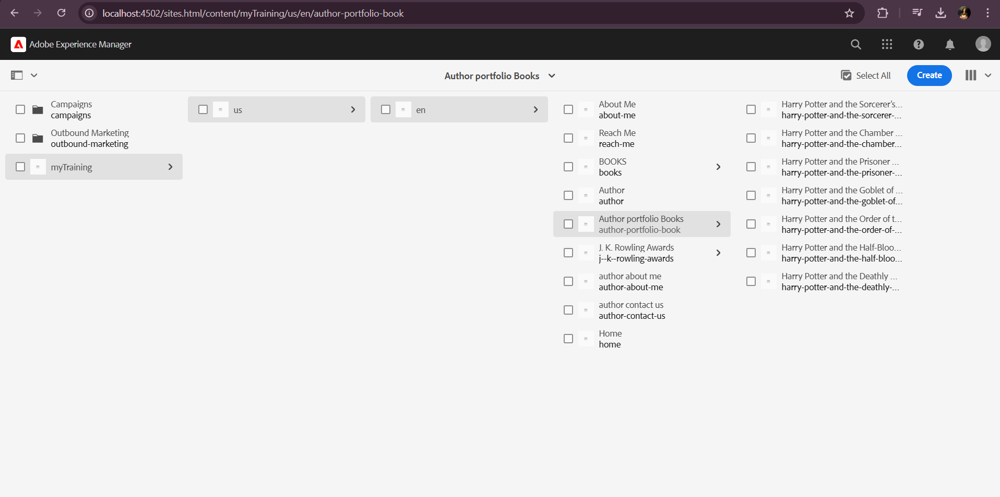 localhost:4502/sites.html/content/myTraining/us/en/author-portfolio-book
Adobe Experience Manager
Author portfolio Books
Select All
Create
Campaigns
campaigns
Outbound Marketing
outbound-marketing
myTraining
us
en
About Me
about-me
Reach Me
reach-me
BOOKS
books
Author
author
Author portfolio Books
author-portfolio-book
J. K. Rowling Awards
j--k--rowling-awards
author about me
author-about-me
author contact us
author-contact-us
Home
home
Harry Potter and the Sorcerer’s...
harry-potter-and-the-sorcerer-...
Harry Potter and the Chamber ...
harry-potter-and-the-chamber...
Harry Potter and the Prisoner ...
harry-potter-and-the-prisoner-...
Harry Potter and the Goblet of ...
harry-potter-and-the-goblet-of...
Harry Potter and the Order of t...
harry-potter-and-the-order-of-...
Harry Potter and the Half-Bloo...
harry-potter-and-the-half-bloo...
Harry Potter and the Deathly ...
harry-potter-and-the-deathly-...